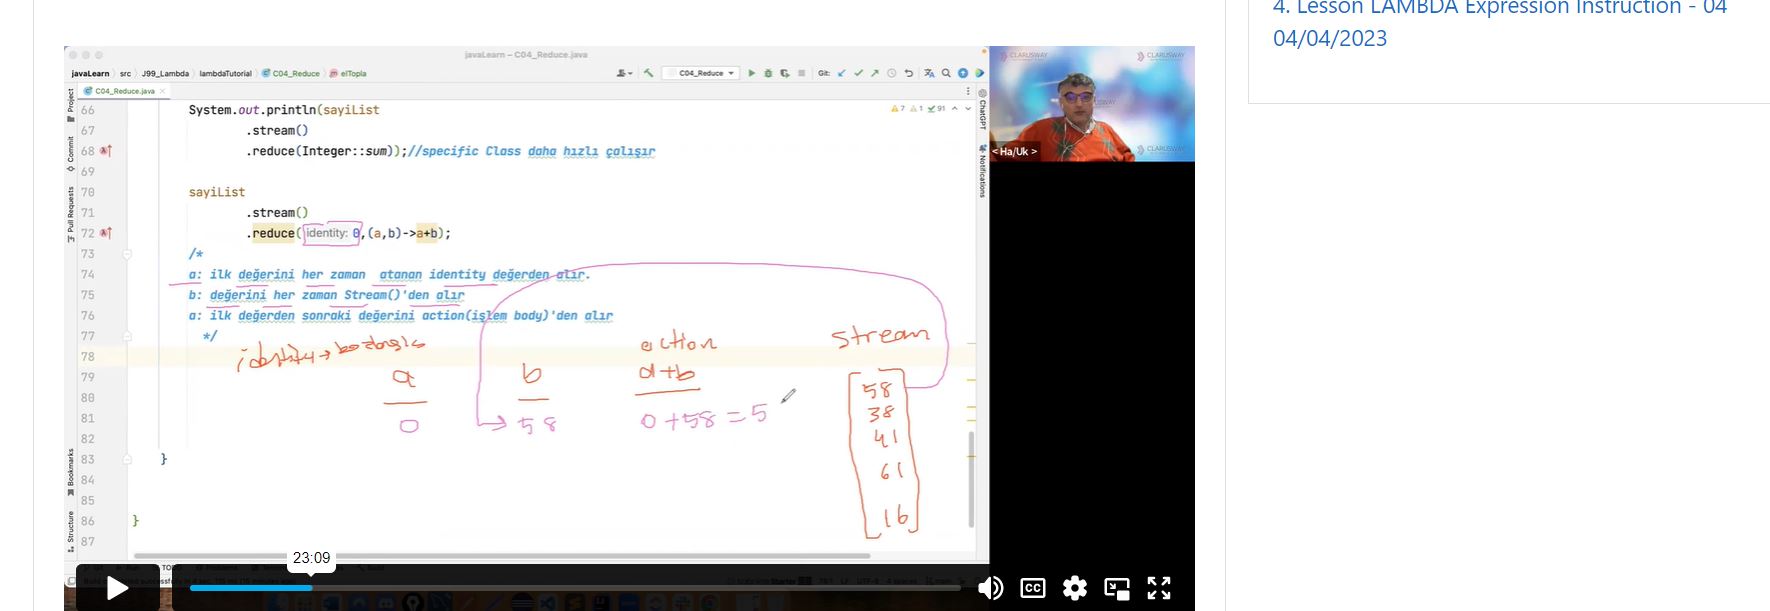 4. Lesson LAMBDA Expression Instruction - 04
04/04/2023
javaLearn – C04_Reduce.java
javaLearn src J99_Lambda lambdaTutorial C04_Reduce elTopla
C04_Reduce Git:
C04_Reduce.java
Project
Commit
Pull Requests
Bookmarks
Structure
ChatGPT
Notifications
7 1 91
66 System.out.println(sayiList
67 .stream()
68 .reduce(Integer::sum));//specific Class daha hızlı çalışır
69
70 sayiList
71 .stream()
72 .reduce( identity: 0,(a,b)->a+b);
73 /*
74 a: ilk değerini her zaman atanan identity değerden alır.
75 b: değerini her zaman Stream()'den alır
76 a: ilk değerden sonraki değerini action(işlem body)'den alır
77 */
78
79
80
81
82
83 }
84
85
86 }
87
identity →
action
stream
a b a+b
0 58 0+58=5
58
38
41
61
16
CLARUSWAY
CLARUSWAY
CLARUSWAY
< Ha/Uk >
23:09
CC